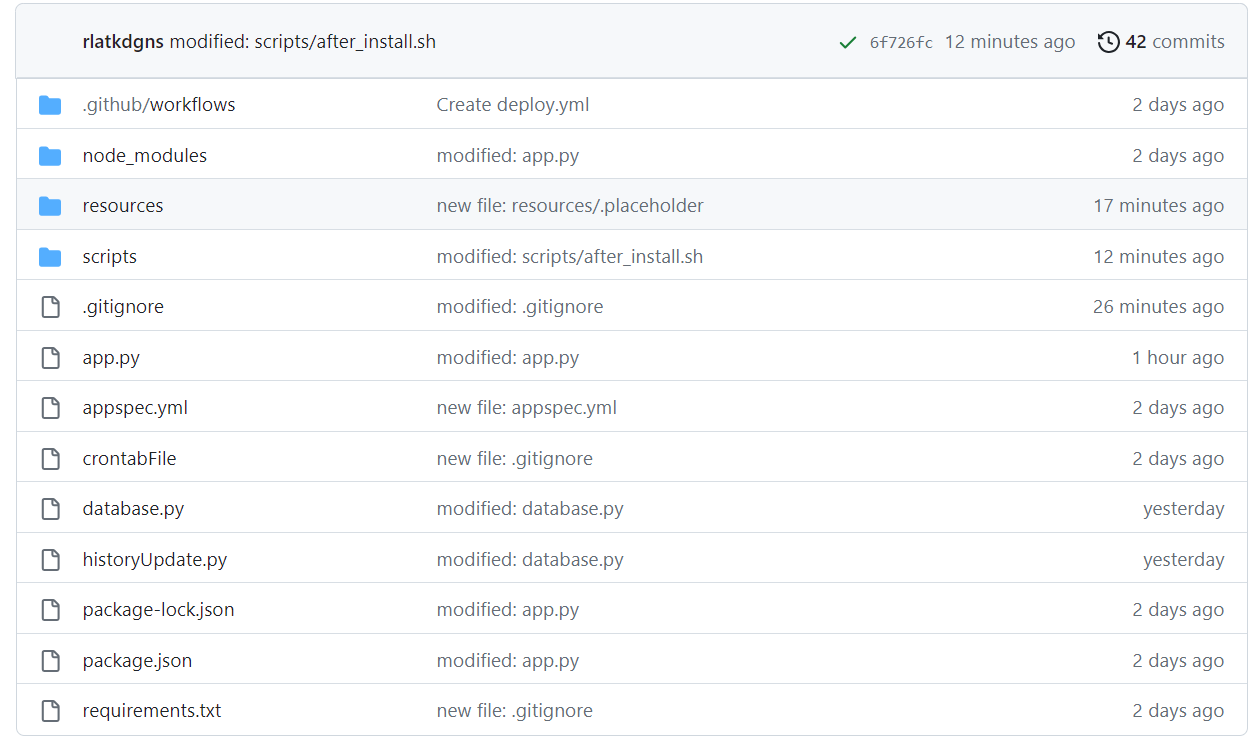 rlatkdgns modified: scripts/after_install.sh 6f726fc 12 minutes ago 42 commits
.github/workflows Create deploy.yml 2 days ago
node_modules modified: app.py 2 days ago
resources new file: resources/.placeholder 17 minutes ago
scripts modified: scripts/after_install.sh 12 minutes ago
.gitignore modified: .gitignore 26 minutes ago
app.py modified: app.py 1 hour ago
appspec.yml new file: appspec.yml 2 days ago
crontabFile new file: .gitignore 2 days ago
database.py modified: database.py yesterday
historyUpdate.py modified: database.py yesterday
package-lock.json modified: app.py 2 days ago
package.json modified: app.py 2 days ago
requirements.txt new file: .gitignore 2 days ago